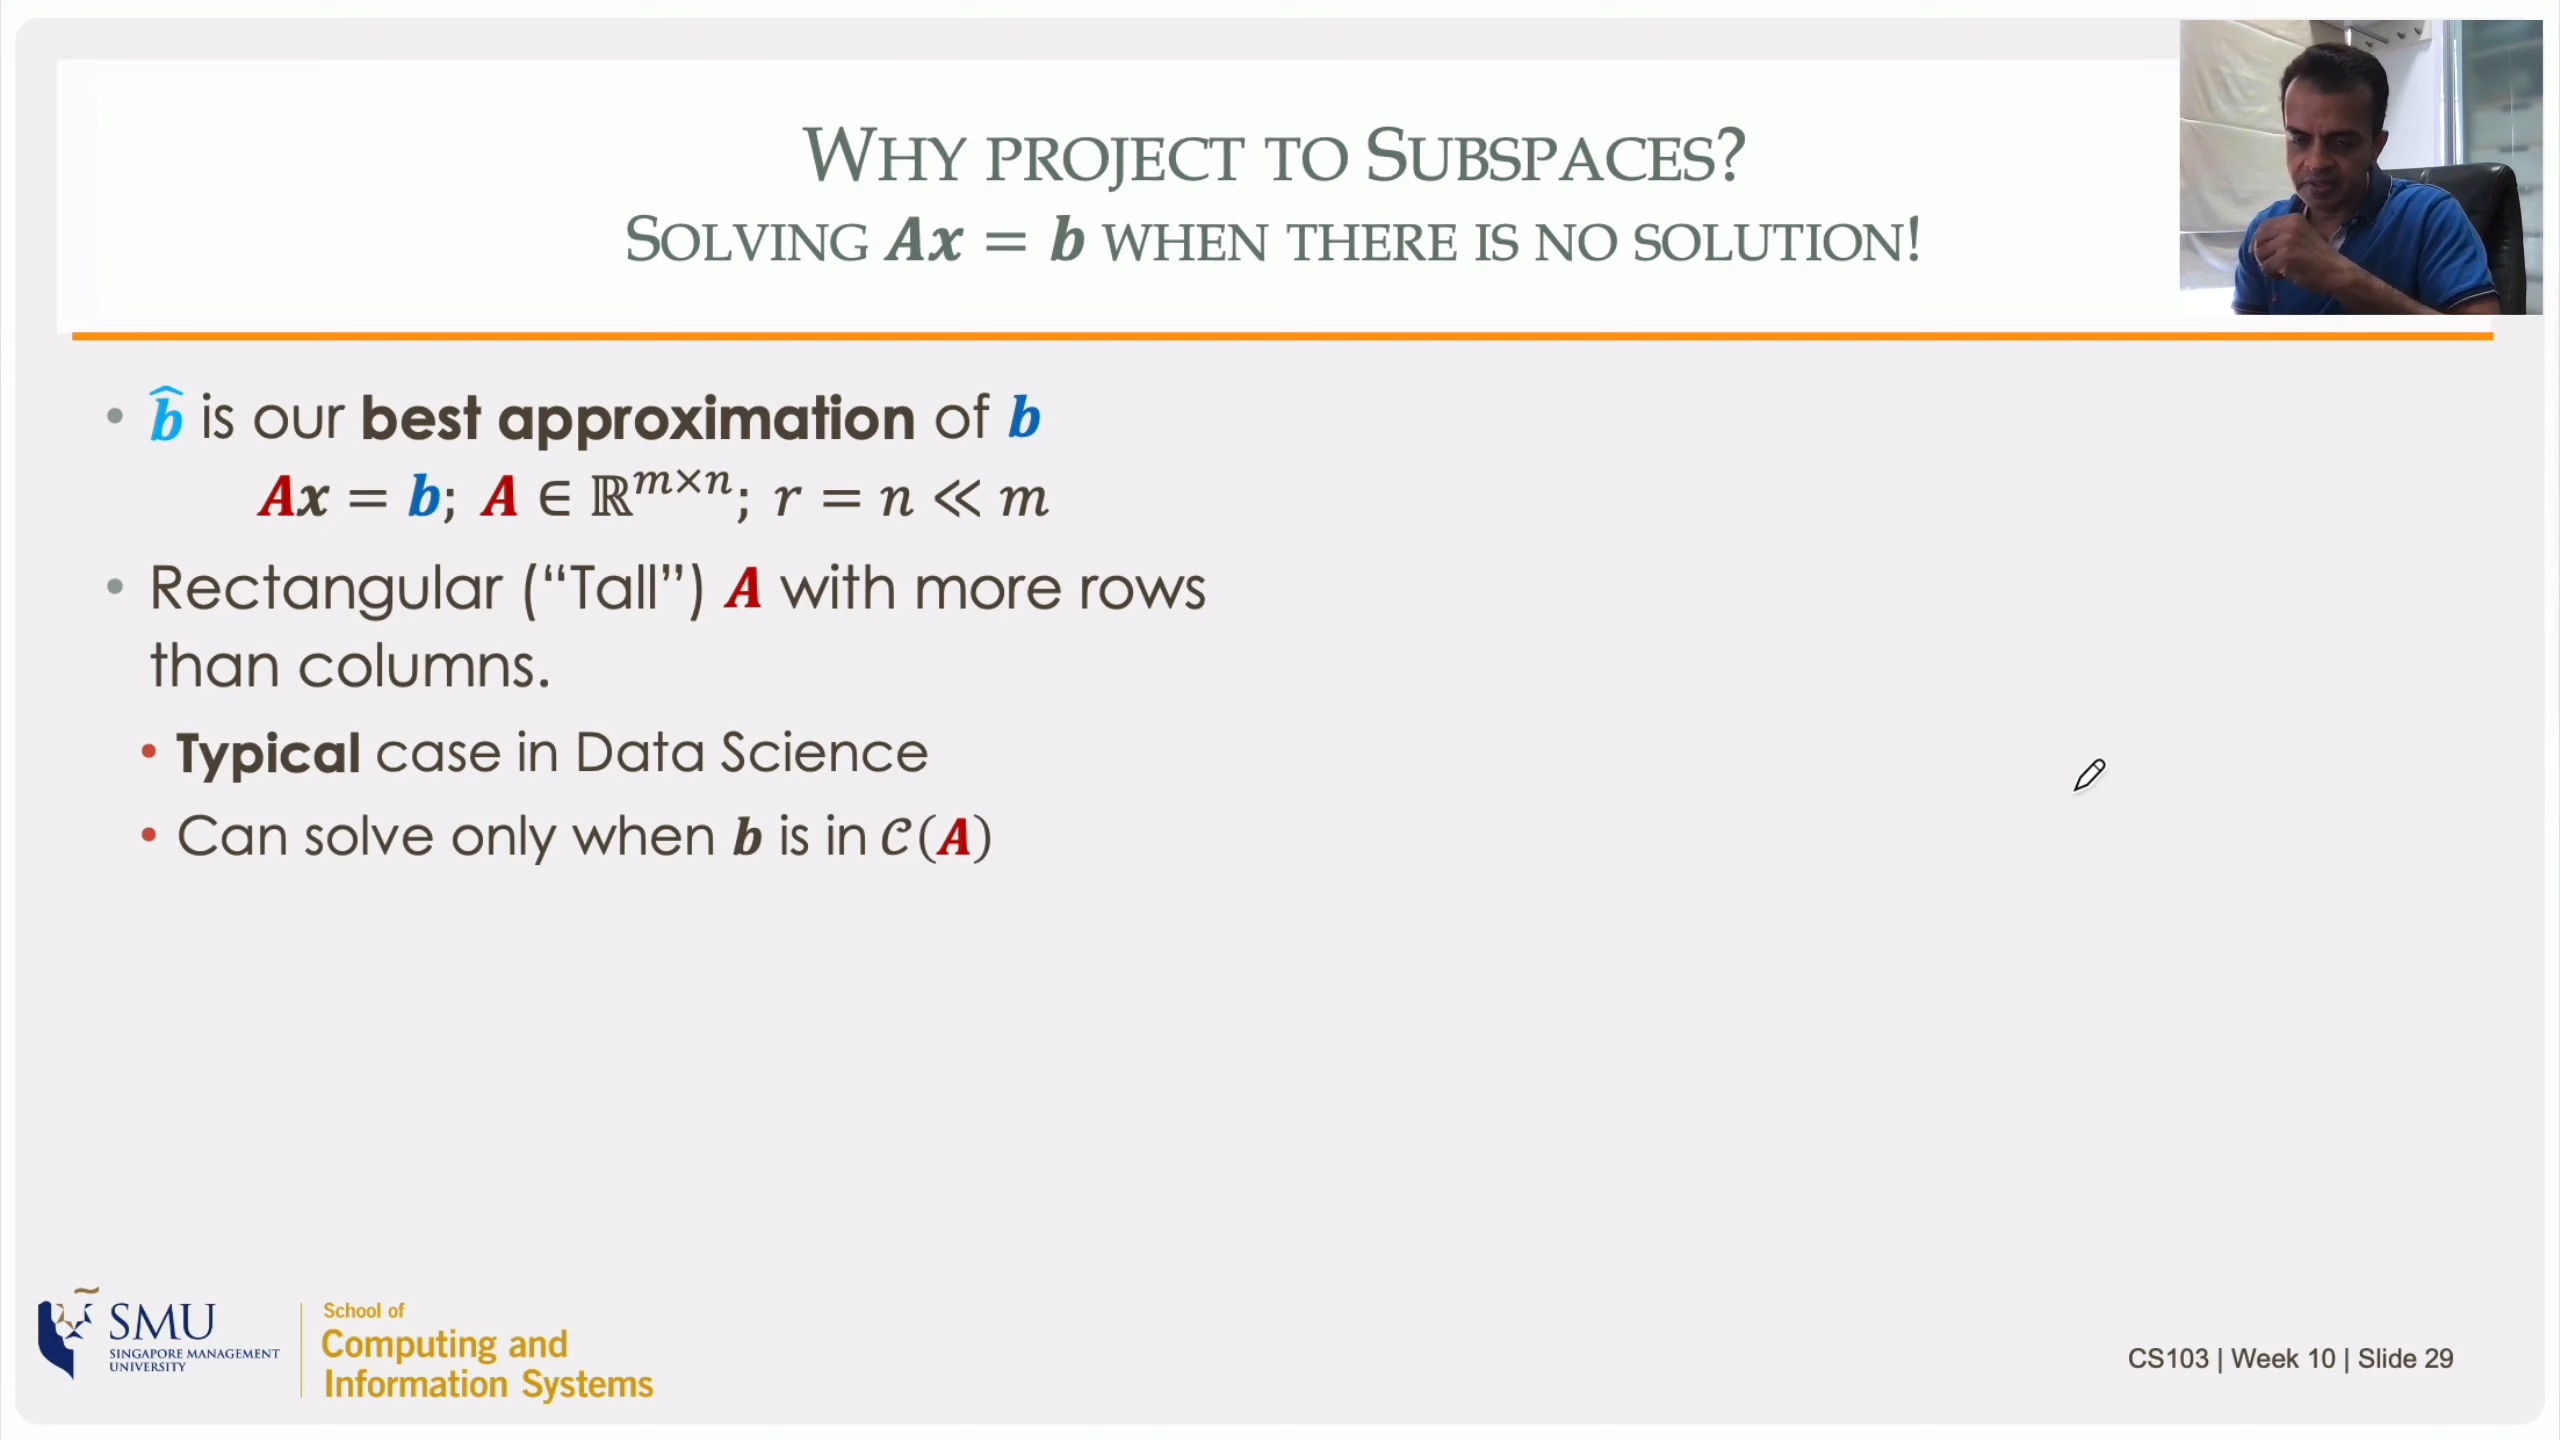 WHY PROJECT TO SUBSPACES?
SOLVING Ax = b WHEN THERE IS NO SOLUTION!
• b̂ is our best approximation of b
Ax = b; A ∈ ℝᵐˣⁿ; r = n ≪ m
• Rectangular (“Tall”) A with more rows
than columns.
• Typical case in Data Science
• Can solve only when b is in 𝒞(A)
SMU
SINGAPORE MANAGEMENT
UNIVERSITY
School of
Computing and
Information Systems
CS103 | Week 10 | Slide 29